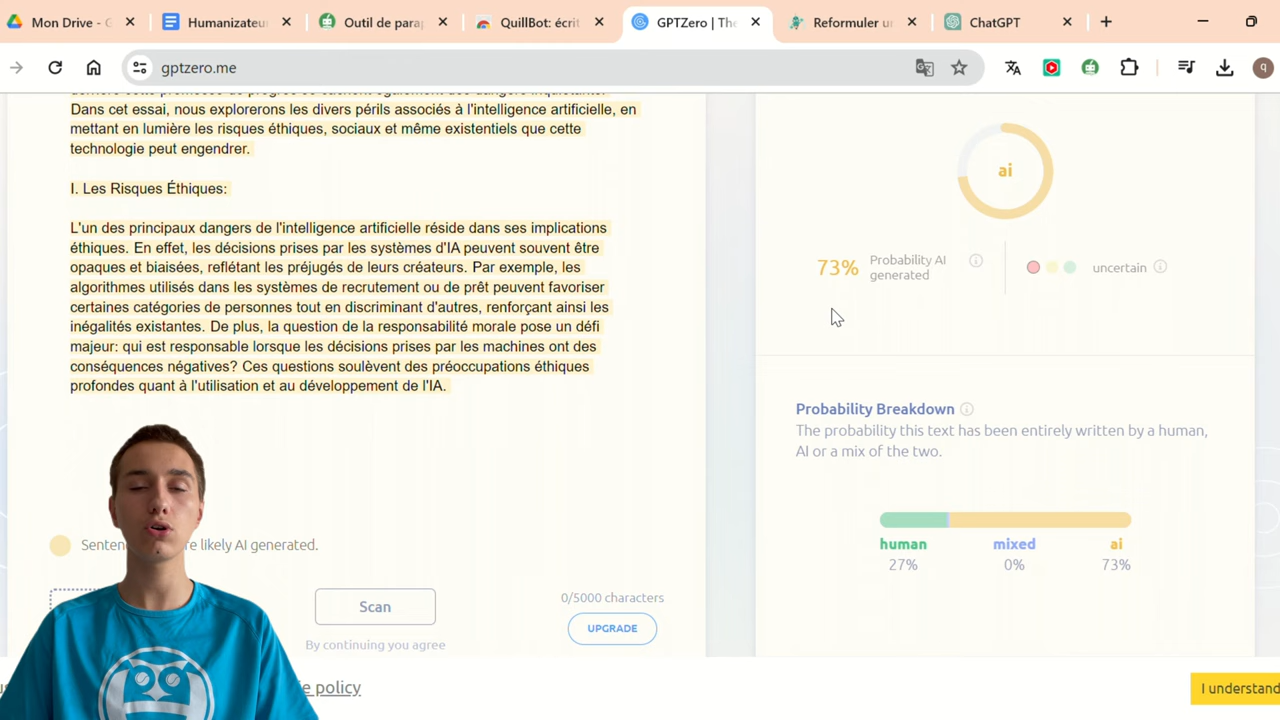 Mon Drive - G
Humanizateu
Outil de para
QuillBot: écrit
GPTZero | The
Reformuler u
ChatGPT
gptzero.me
q
Dans cet essai, nous explorerons les divers périls associés à l'intelligence artificielle, en
mettant en lumière les risques éthiques, sociaux et même existentiels que cette
technologie peut engendrer.
I. Les Risques Éthiques:
L'un des principaux dangers de l'intelligence artificielle réside dans ses implications
éthiques. En effet, les décisions prises par les systèmes d'IA peuvent souvent être
opaques et biaisées, reflétant les préjugés de leurs créateurs. Par exemple, les
algorithmes utilisés dans les systèmes de recrutement ou de prêt peuvent favoriser
certaines catégories de personnes tout en discriminant d'autres, renforçant ainsi les
inégalités existantes. De plus, la question de la responsabilité morale pose un défi
majeur: qui est responsable lorsque les décisions prises par les machines ont des
conséquences négatives? Ces questions soulèvent des préoccupations éthiques
profondes quant à l'utilisation et au développement de l'IA.
likely AI generated.
Scan
0/5000 characters
UPGRADE
By continuing you agree
policy
ai
73%
Probability AI
generated
uncertain
Probability Breakdown
The probability this text has been entirely written by a human,
AI or a mix of the two.
human
mixed
ai
27%
0%
73%
I understand